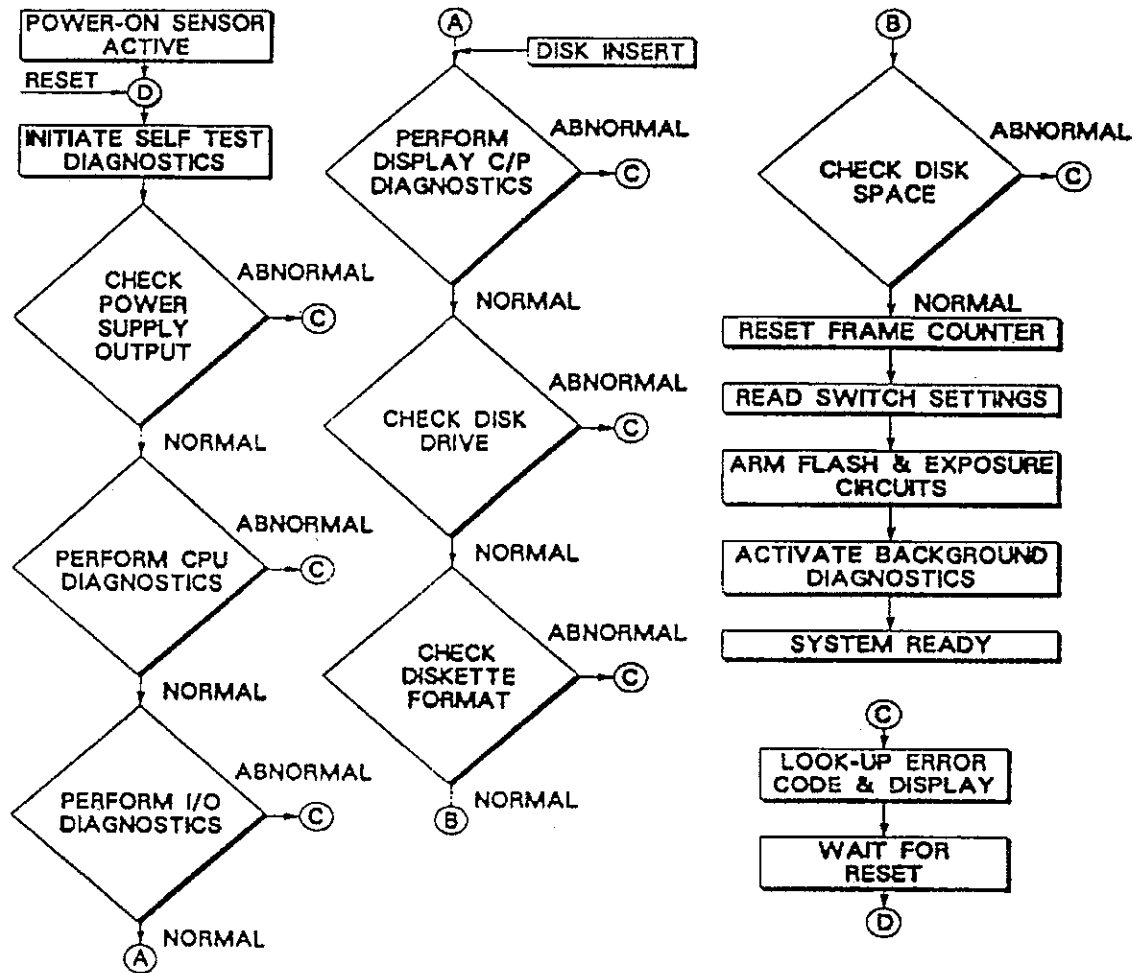 POWER-ON SENSOR
ACTIVE
RESET
D
INITIATE SELF TEST
DIAGNOSTICS
CHECK
POWER
SUPPLY
OUTPUT
ABNORMAL
C
NORMAL
PERFORM CPU
DIAGNOSTICS
ABNORMAL
C
NORMAL
PERFORM I/O
DIAGNOSTICS
ABNORMAL
C
NORMAL
A
A
DISK INSERT
PERFORM
DISPLAY C/P
DIAGNOSTICS
ABNORMAL
C
NORMAL
CHECK DISK
DRIVE
ABNORMAL
C
NORMAL
CHECK
DISKETTE
FORMAT
ABNORMAL
C
NORMAL
B
B
CHECK DISK
SPACE
ABNORMAL
C
NORMAL
RESET FRAME COUNTER
READ SWITCH SETTINGS
ARM FLASH & EXPOSURE
CIRCUITS
ACTIVATE BACKGROUND
DIAGNOSTICS
SYSTEM READY
C
LOOK-UP ERROR
CODE & DISPLAY
WAIT FOR
RESET
D